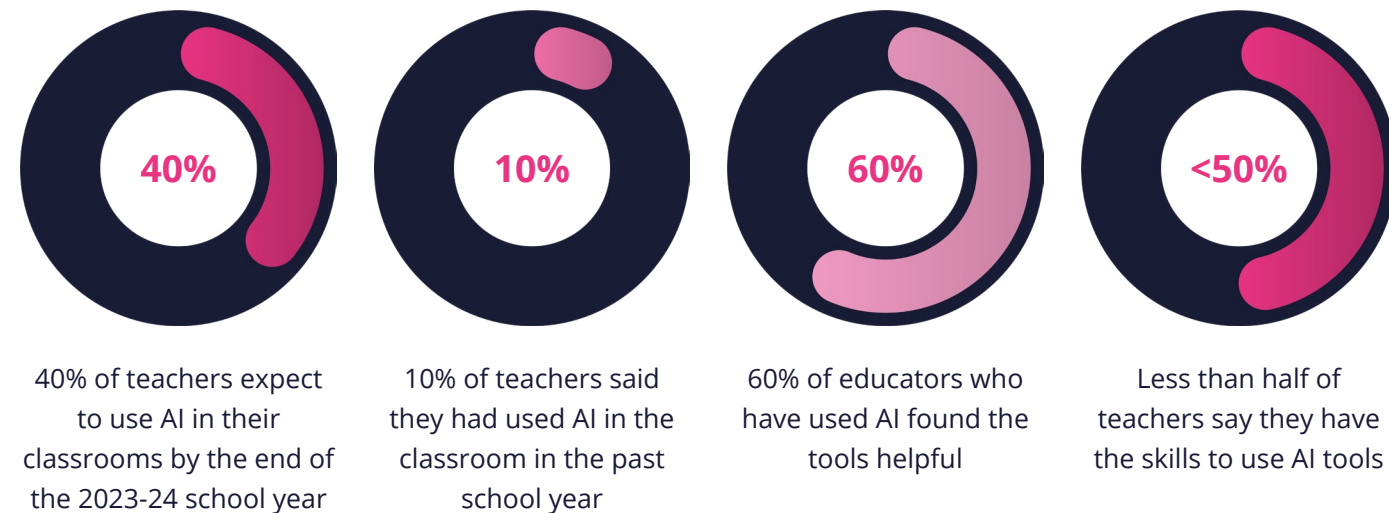 40%
40% of teachers expect
to use AI in their
classrooms by the end of
the 2023-24 school year
10%
10% of teachers said
they had used AI in the
classroom in the past
school year
60%
60% of educators who
have used AI found the
tools helpful
<50%
Less than half of
teachers say they have
the skills to use AI tools